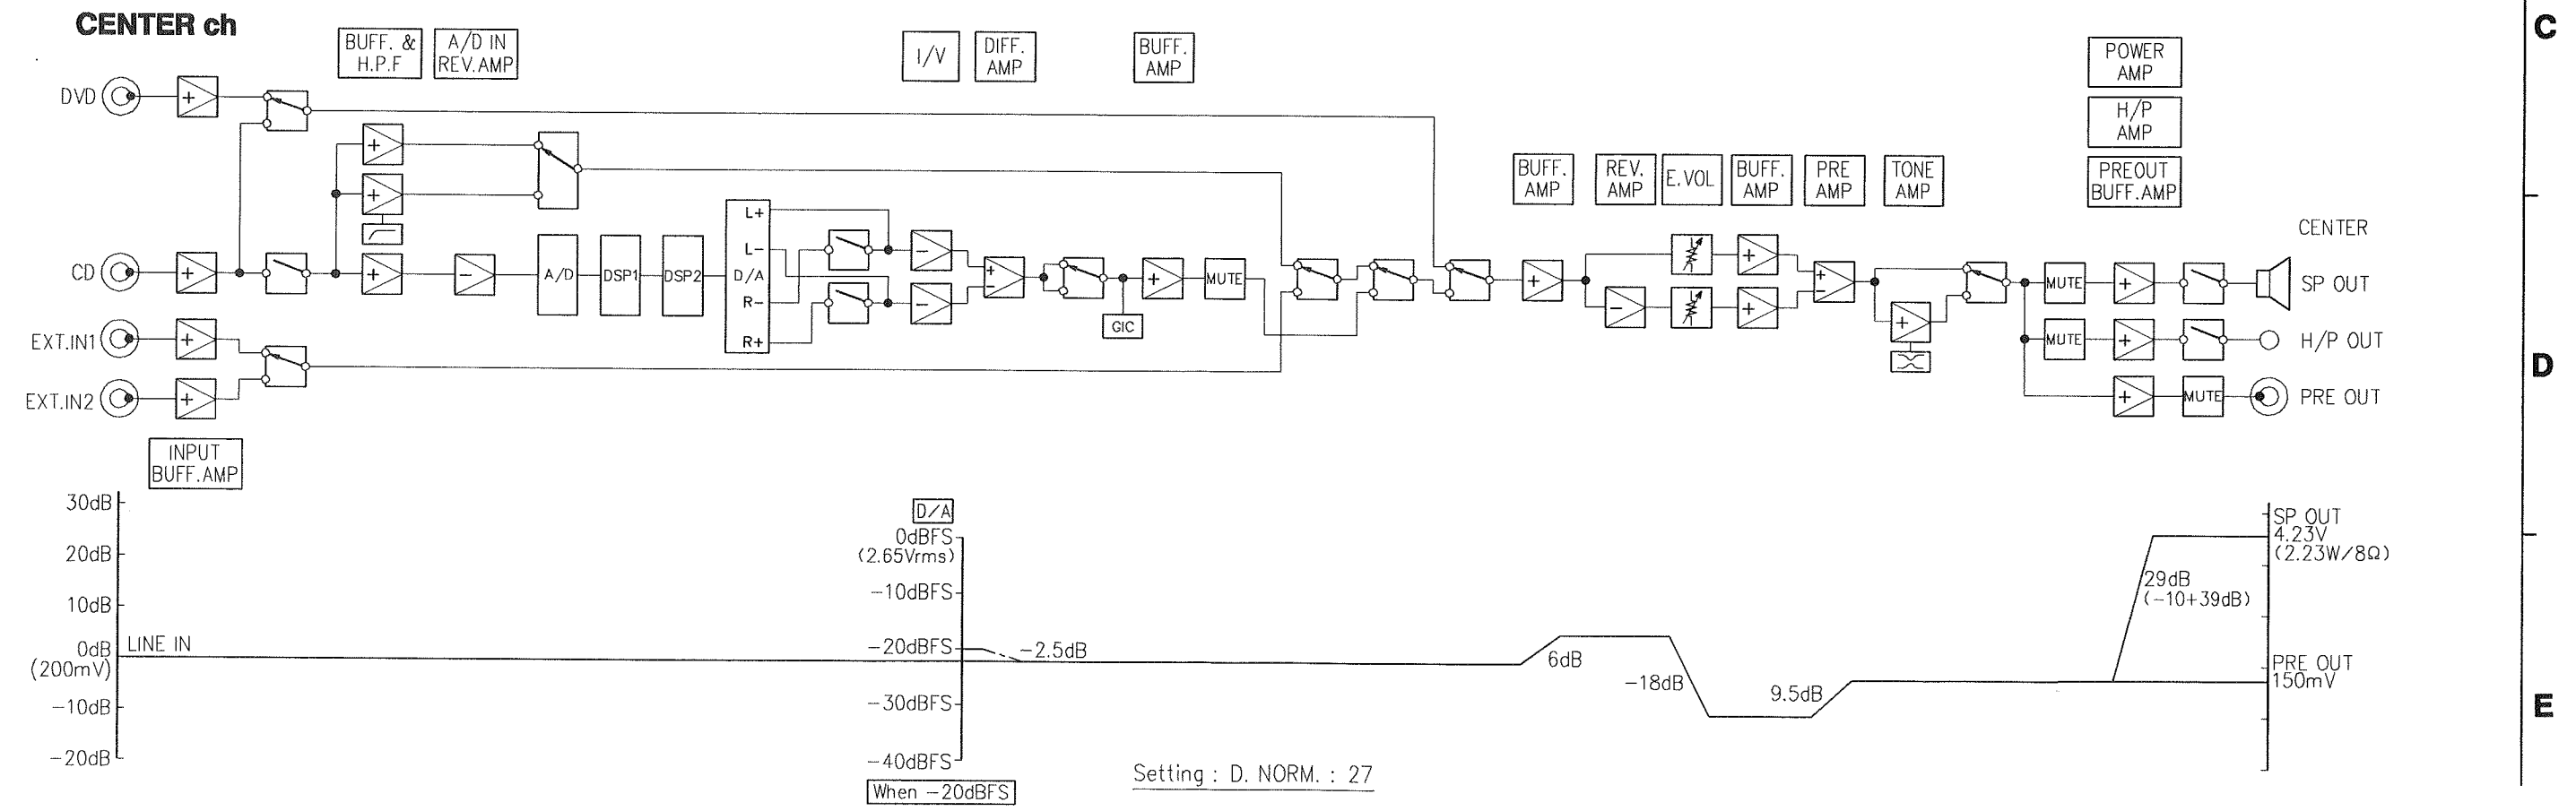 CENTER ch
C
BUFF. &
H.P.F
A/D IN
REV.AMP
I/V
DIFF.
AMP
BUFF.
AMP
POWER
AMP
H/P
AMP
PREOUT
BUFF.AMP
DVD
+
+
+
BUFF.
AMP
REV.
AMP
E.VOL
BUFF.
AMP
PRE
AMP
TONE
AMP
CENTER
CD
+
+
−
A/D
DSP1
DSP2
L+
L−
D/A
R−
R+
−
−
+
−
GIC
+
MUTE
+
−
+
+
+
−
+
MUTE
+
SP OUT
MUTE
+
H/P OUT
+
MUTE
PRE OUT
D
EXT.IN1
+
EXT.IN2
+
INPUT
BUFF.AMP
30dB
20dB
10dB
0dB
(200mV)
−10dB
−20dB
LINE IN
D/A
0dBFS
(2.65Vrms)
−10dBFS
−20dBFS
−30dBFS
−40dBFS
When −20dBFS
−2.5dB
6dB
−18dB
9.5dB
29dB
(−10+39dB)
SP OUT
4.23V
(2.23W/8Ω)
PRE OUT
150mV
E
Setting : D. NORM. : 27